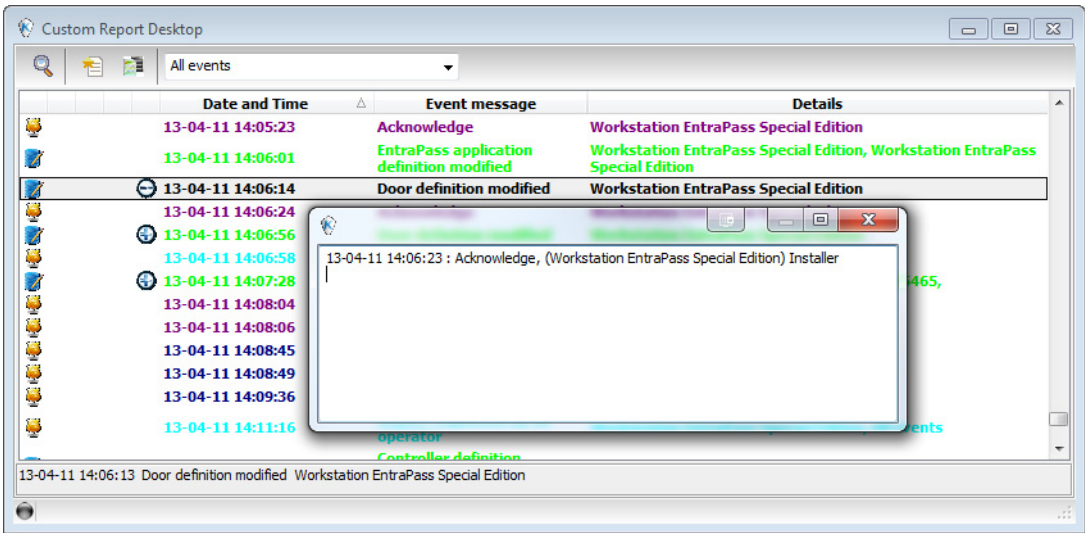 Custom Report Desktop
All events
Date and Time Event message Details
13-04-11 14:05:23 Acknowledge Workstation EntraPass Special Edition
13-04-11 14:06:01 EntraPass application definition modified Workstation EntraPass Special Edition, Workstation EntraPass Special Edition
13-04-11 14:06:14 Door definition modified Workstation EntraPass Special Edition
13-04-11 14:06:24
13-04-11 14:06:56
13-04-11 14:06:58
13-04-11 14:07:28 465,
13-04-11 14:08:04
13-04-11 14:08:06
13-04-11 14:08:45
13-04-11 14:08:49
13-04-11 14:09:36
13-04-11 14:11:16
operator
Controller definition
13-04-11 14:06:23 : Acknowledge, (Workstation EntraPass Special Edition) Installer
13-04-11 14:06:13 Door definition modified Workstation EntraPass Special Edition